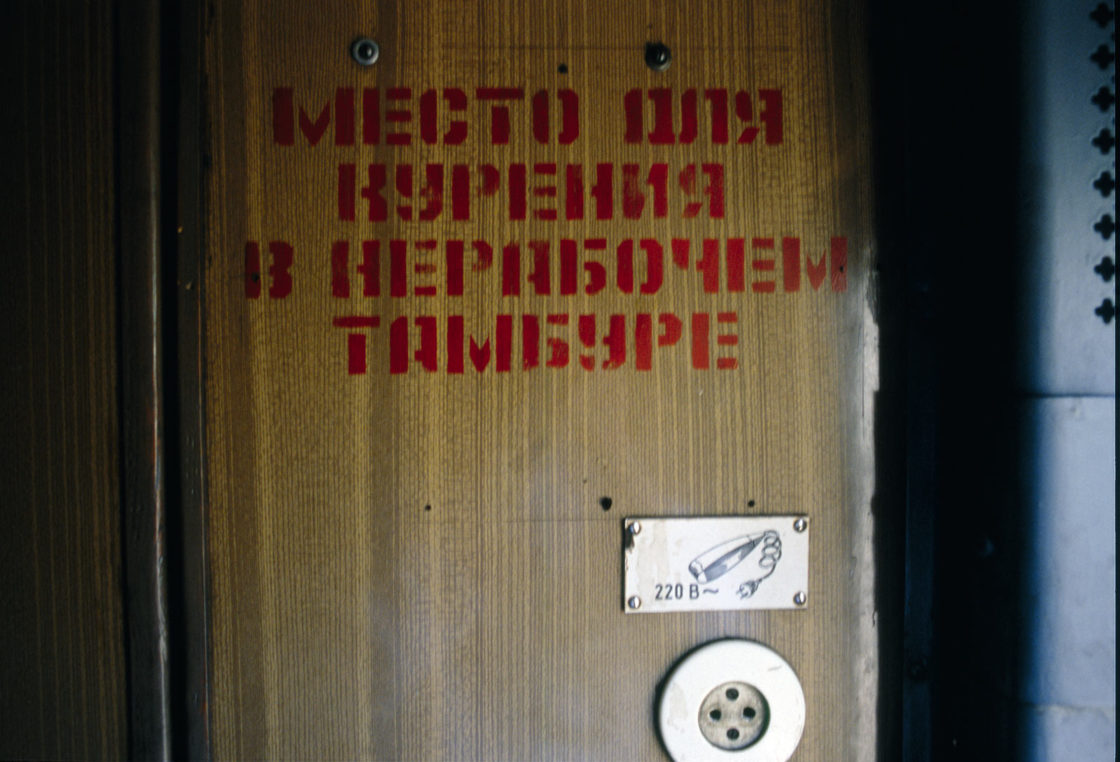 МЕСТО ДЛЯ
КУРЕНИЯ
В НЕРАБОЧЕМ
ТАМБУРЕ
220 В ~